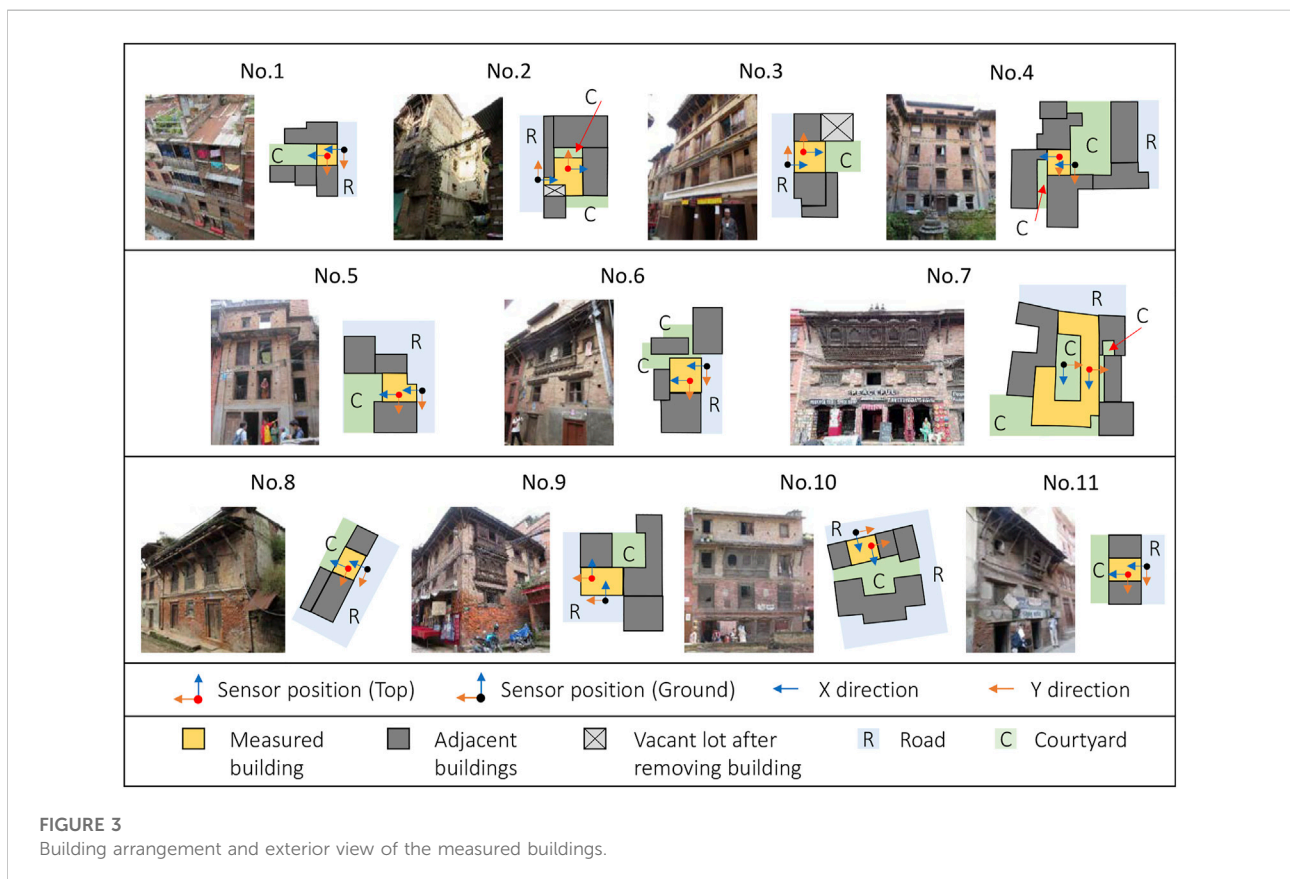 No.1
No.2
No.3
No.4
C
R
R
C
C
R
C
R
C
R
C
No.5
No.6
No.7
R
C
C
C
R
R
C
C
C
PEACEFUL
No.8
No.9
No.10
No.11
C
R
C
R
R
C
R
C
R
Sensor position (Top)
Sensor position (Ground)
X direction
Y direction
Measured building
Adjacent buildings
Vacant lot after removing building
R Road
C Courtyard
FIGURE 3
Building arrangement and exterior view of the measured buildings.